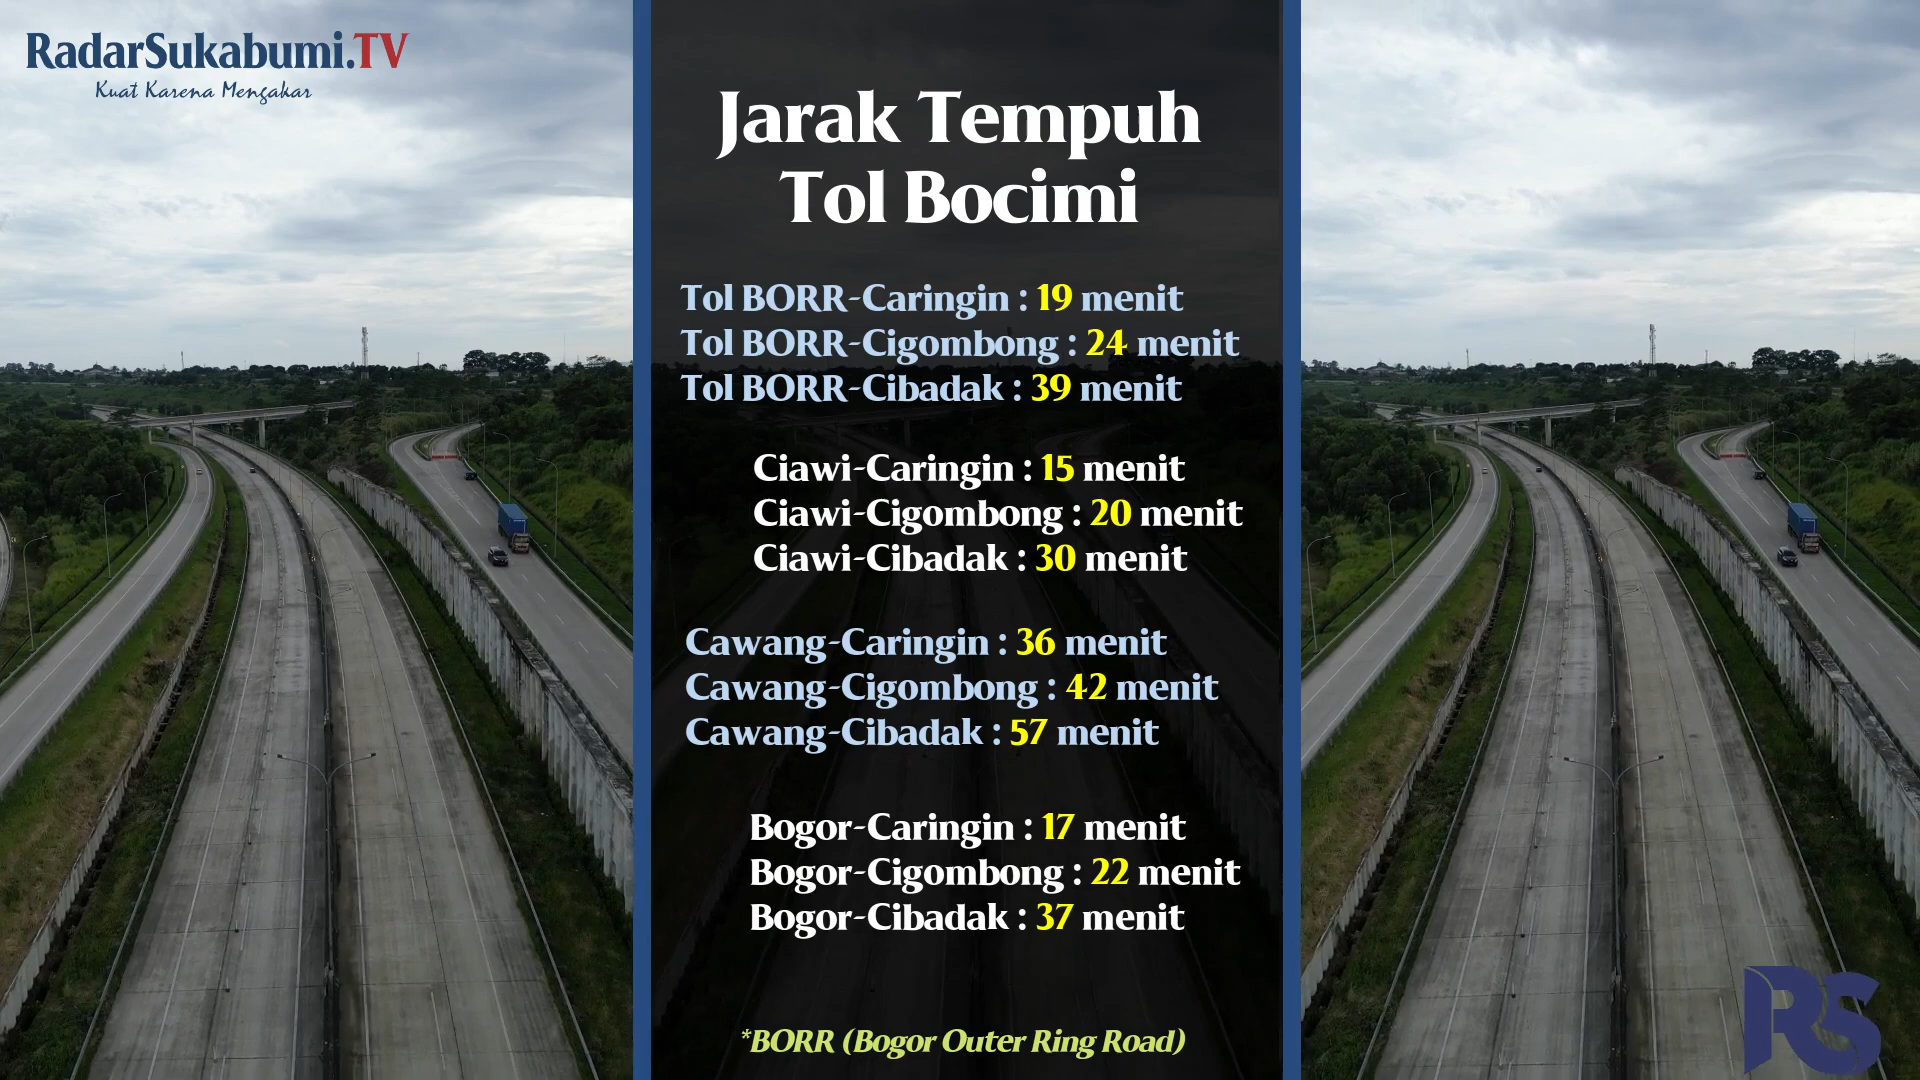 RadarSukabumi.TV
Kuat Karena Mengakar
Jarak Tempuh
Tol Bocimi
Tol BORR-Caringin : 19 menit
Tol BORR-Cigombong : 24 menit
Tol BORR-Cibadak : 39 menit
Ciawi-Caringin : 15 menit
Ciawi-Cigombong : 20 menit
Ciawi-Cibadak : 30 menit
Cawang-Caringin : 36 menit
Cawang-Cigombong : 42 menit
Cawang-Cibadak : 57 menit
Bogor-Caringin : 17 menit
Bogor-Cigombong : 22 menit
Bogor-Cibadak : 37 menit
*BORR (Bogor Outer Ring Road)
RS